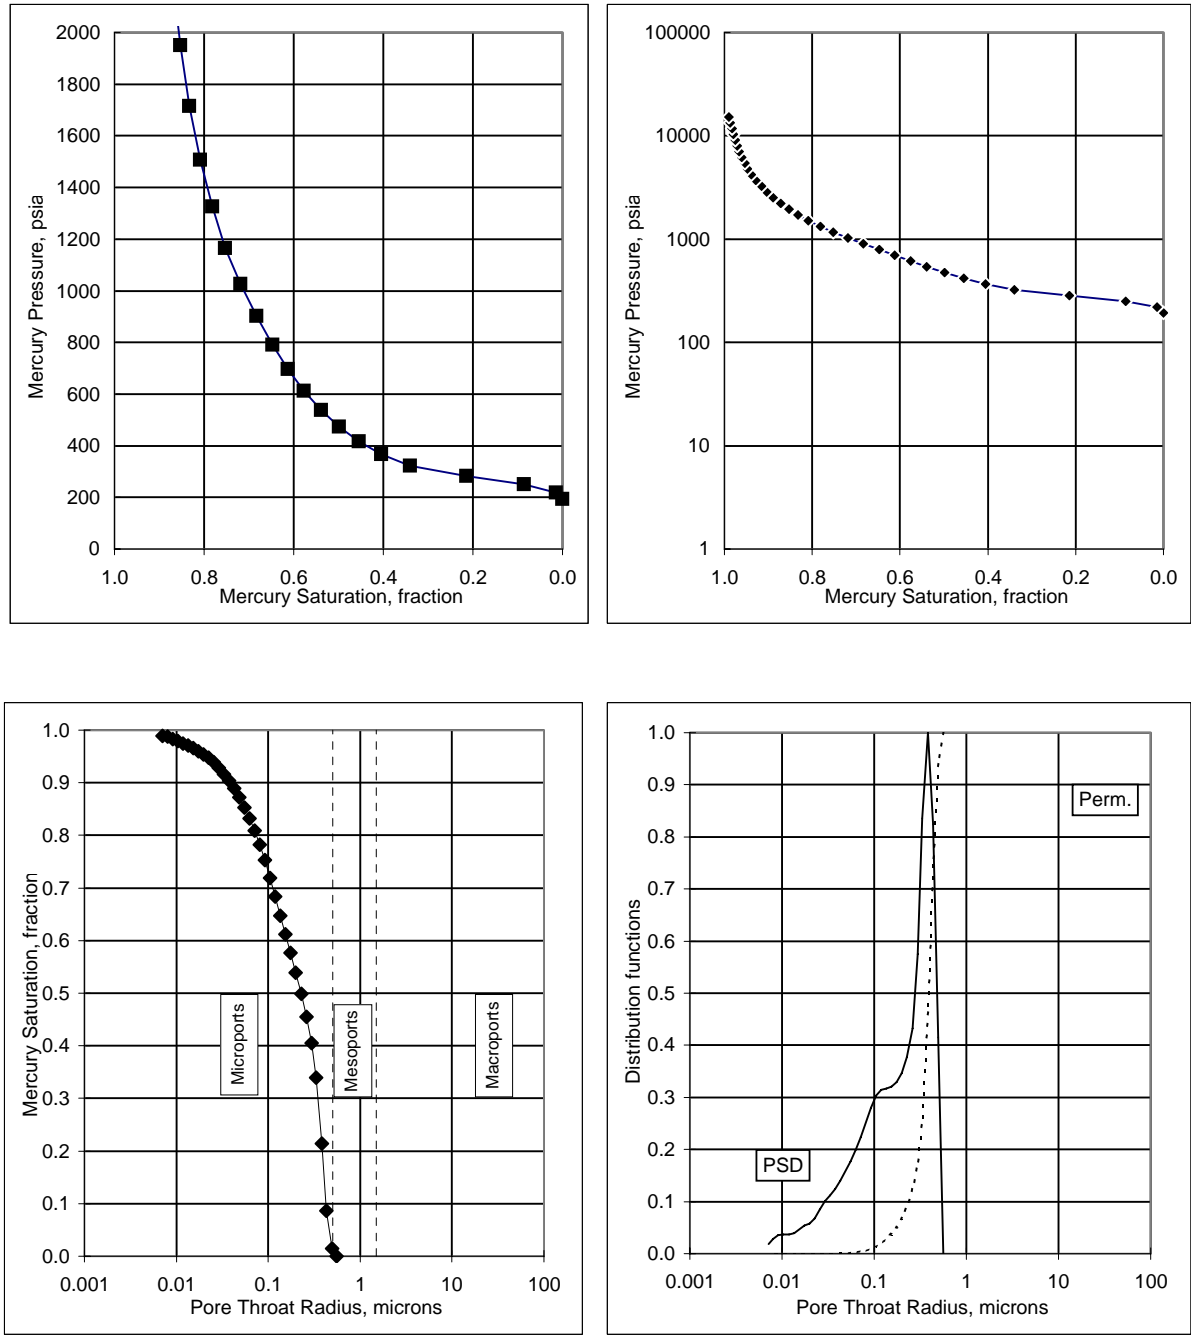 2000
1800
1600
1400
1200
1000
800
600
400
200
0
Mercury Pressure, psia
1.0 0.8 0.6 0.4 0.2 0.0
Mercury Saturation, fraction
100000
10000
1000
100
10
1
Mercury Pressure, psia
1.0 0.8 0.6 0.4 0.2 0.0
Mercury Saturation, fraction
1.0
0.9
0.8
0.7
0.6
0.5
0.4
0.3
0.2
0.1
0.0
Mercury Saturation, fraction
Microports
Mesoports
Macroports
0.001 0.01 0.1 1 10 100
Pore Throat Radius, microns
1.0
0.9
0.8
0.7
0.6
0.5
0.4
0.3
0.2
0.1
0.0
Distribution functions
Perm.
PSD
0.001 0.01 0.1 1 10 100
Pore Throat Radius, microns